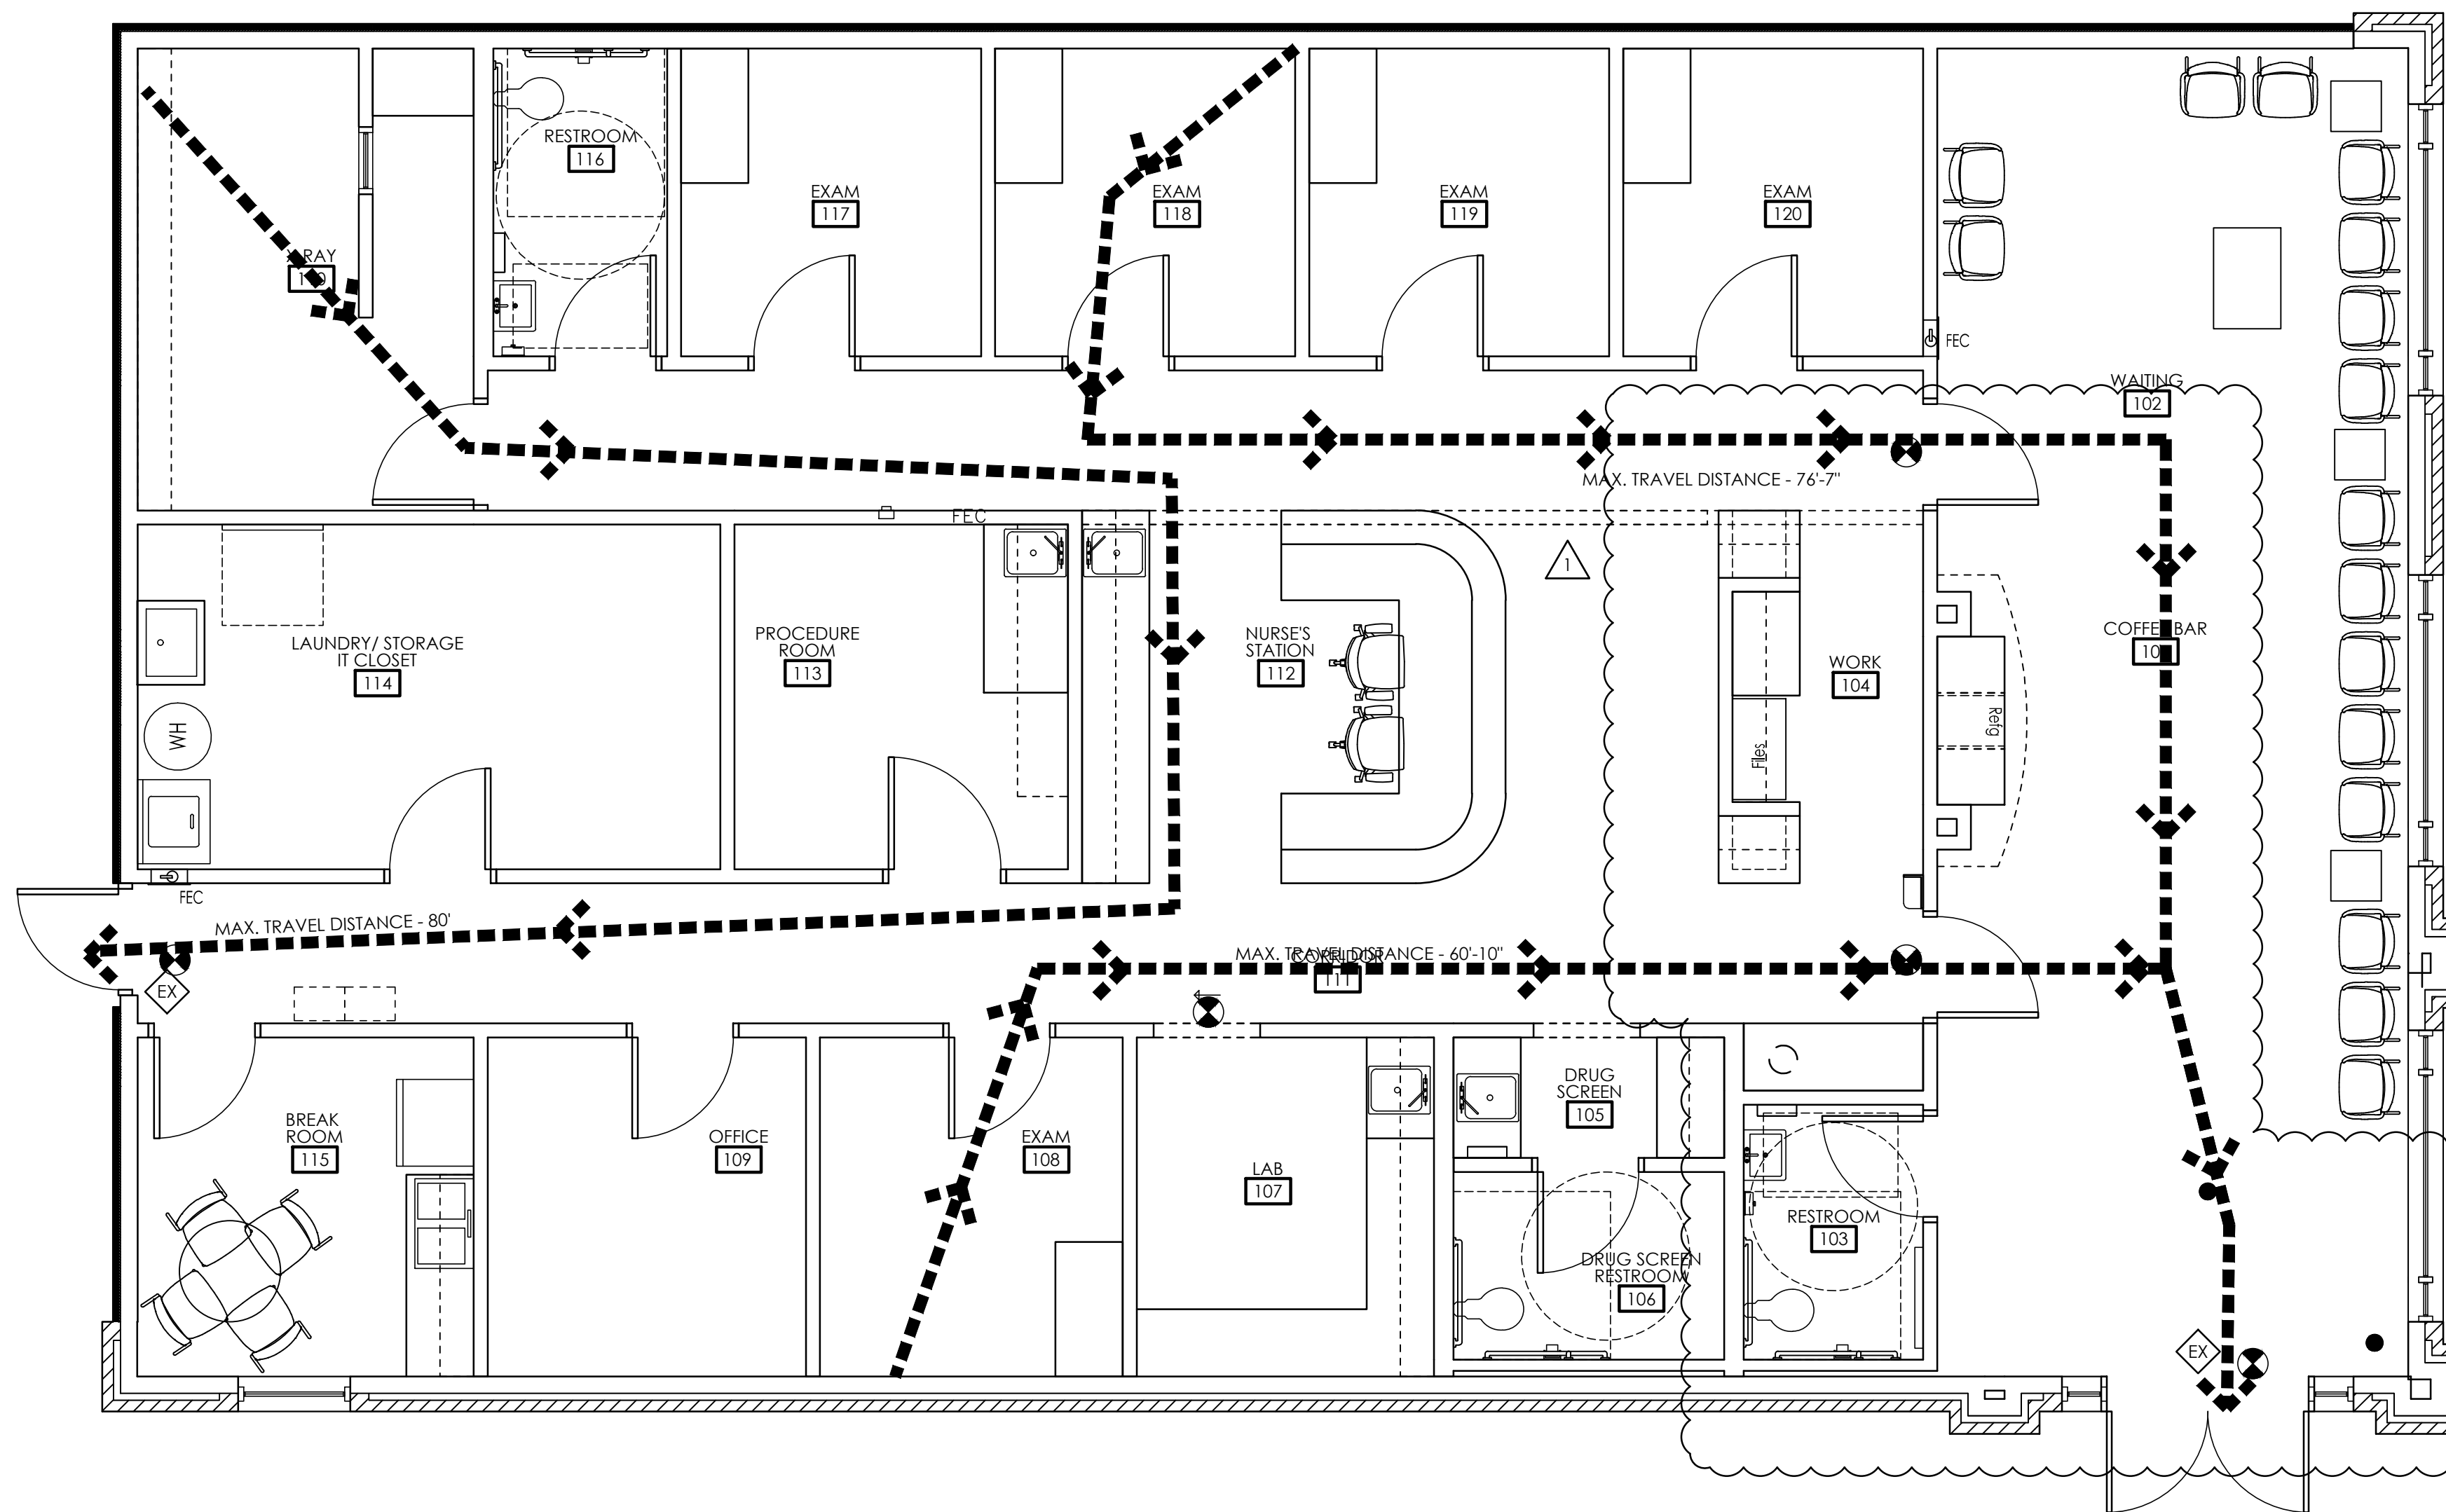 RESTROOM
116
EXAM
117
EXAM
118
EXAM
119
EXAM
120
FEC
WAITING
102
MAX. TRAVEL DISTANCE - 76'-7"
FEC
1
LAUNDRY/ STORAGE
IT CLOSET
114
PROCEDURE
ROOM
113
NURSE'S
STATION
112
WORK
104
COFFEE BAR
HW
Files
Refg
FEC
MAX. TRAVEL DISTANCE - 80'
MAX. TRAVEL DISTANCE - 60'-10"
CORRIDOR
111
EX
BREAK
ROOM
115
OFFICE
109
EXAM
108
LAB
107
DRUG
SCREEN
105
DRUG SCREEN
RESTROOM
106
RESTROOM
103
EX